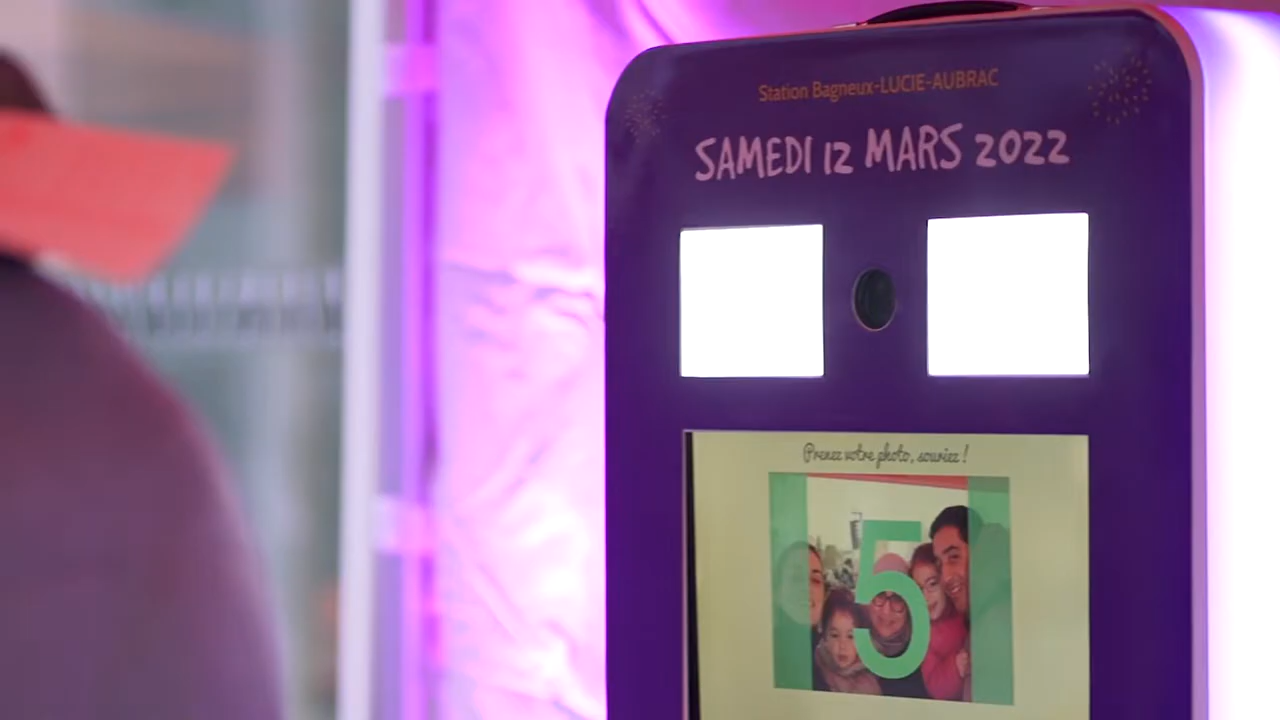 Station Bagneux-LUCIE-AUBRAC
SAMEDI 12 MARS 2022
Prenez votre photo, souriez !
5